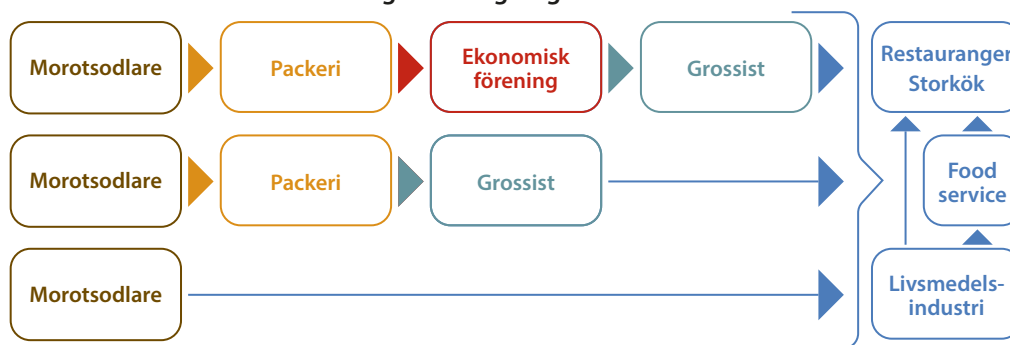 Morotsodlare
Packeri
Ekonomisk
förening
Grossist
Restauranger
Storkök
Morotsodlare
Packeri
Grossist
Food
service
Morotsodlare
Livsmedels-
industri